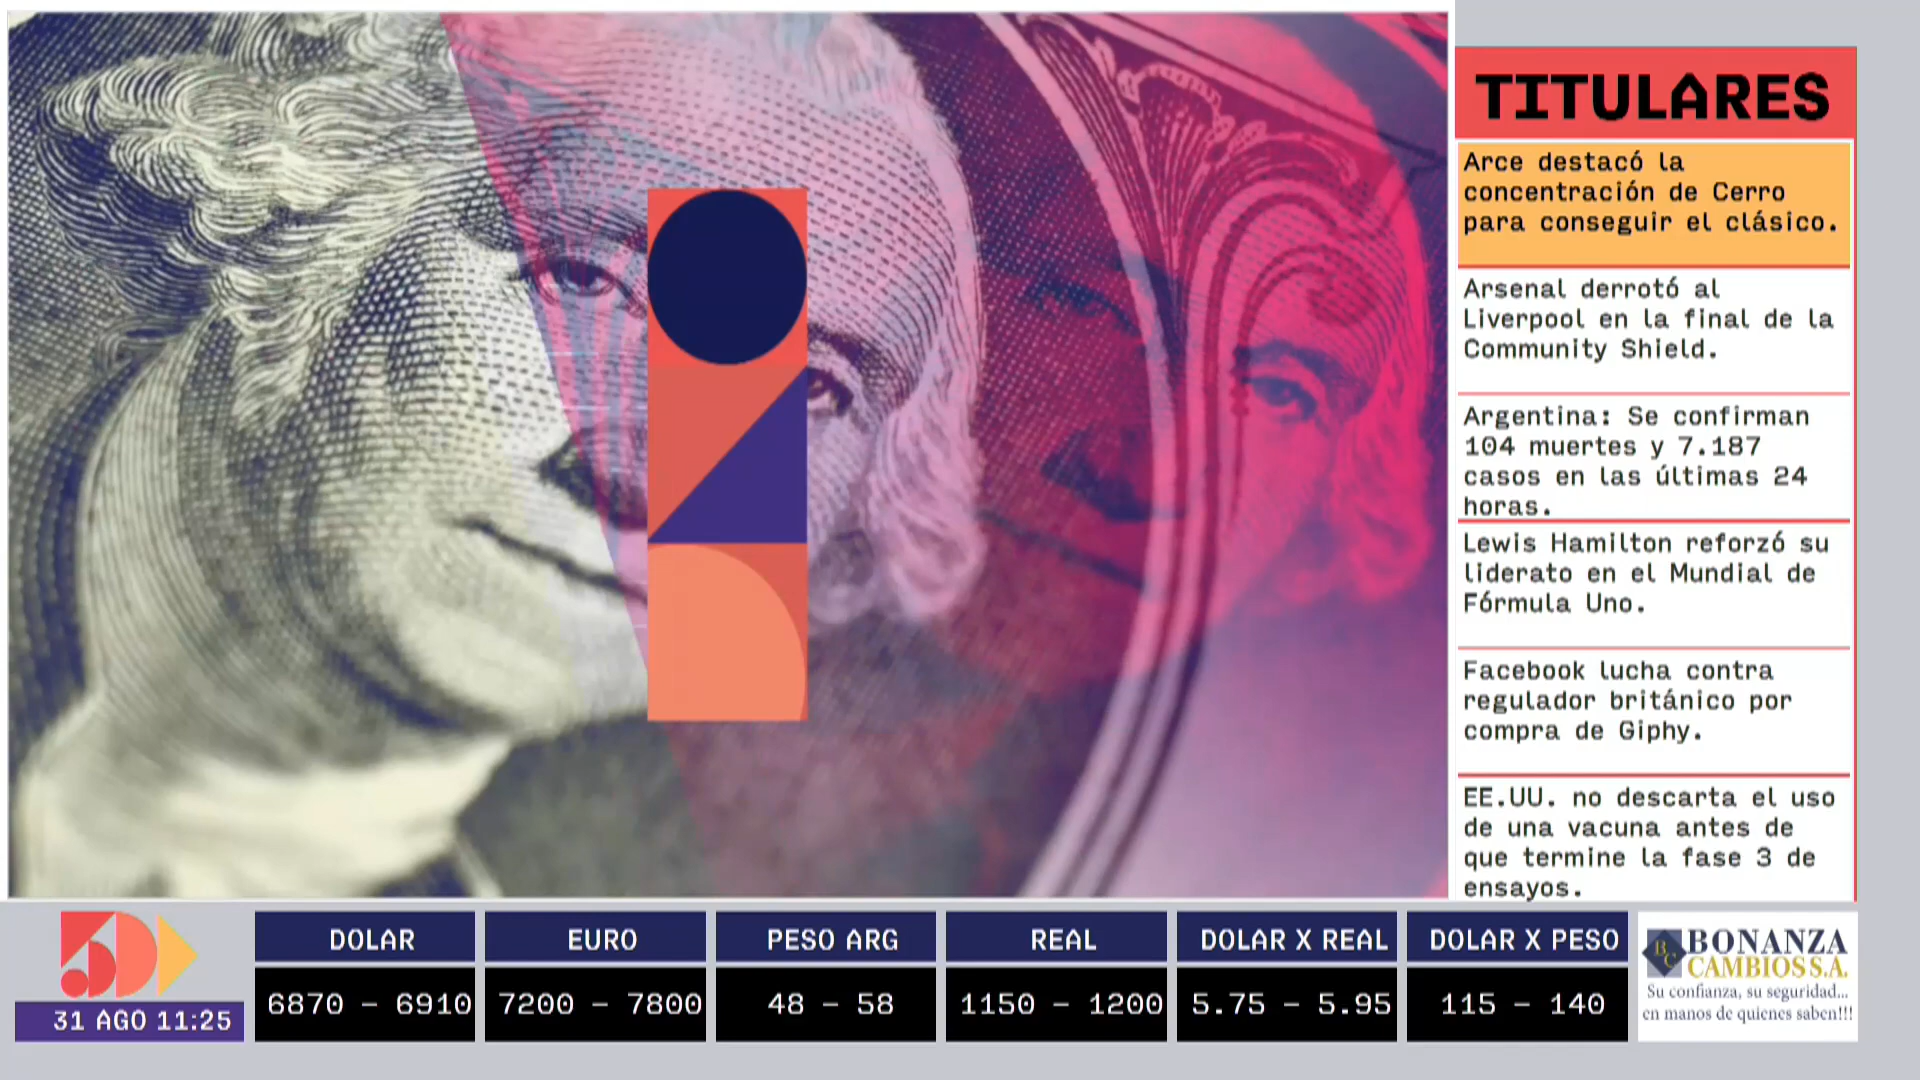 TITULARES
Arce destacó la
concentración de Cerro
para conseguir el clásico.
Arsenal derrotó al
Liverpool en la final de la
Community Shield.
Argentina: Se confirman
104 muertes y 7.187
casos en las últimas 24
horas.
Lewis Hamilton reforzó su
liderato en el Mundial de
Fórmula Uno.
Facebook lucha contra
regulador británico por
compra de Giphy.
EE.UU. no descarta el uso
de una vacuna antes de
que termine la fase 3 de
ensayos.
5D
31 AGO 11:25
DOLAR
6870 - 6910
EURO
7200 - 7800
PESO ARG
48 - 58
REAL
1150 - 1200
DOLAR X REAL
5.75 - 5.95
DOLAR X PESO
115 - 140
BC
BONANZA
CAMBIOS S.A.
Su confianza, su seguridad...
en manos de quienes saben!!!